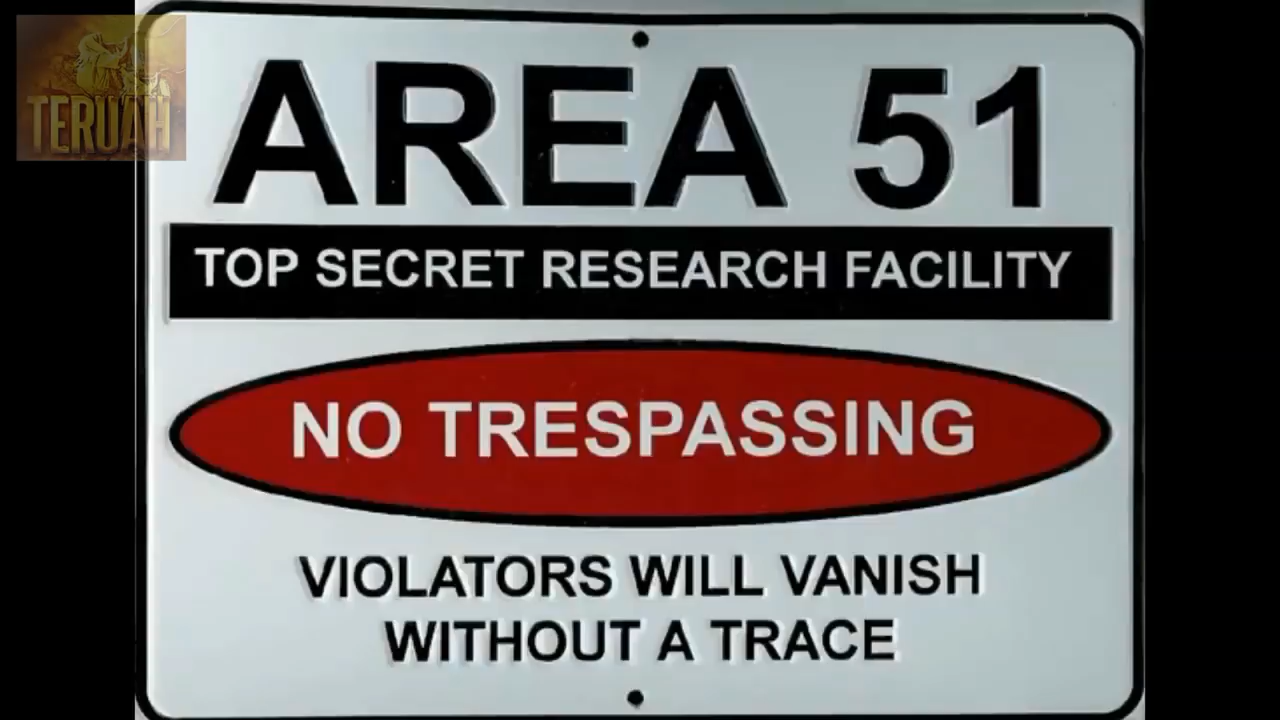 TERUAH
AREA 51
TOP SECRET RESEARCH FACILITY
NO TRESPASSING
VIOLATORS WILL VANISH
WITHOUT A TRACE